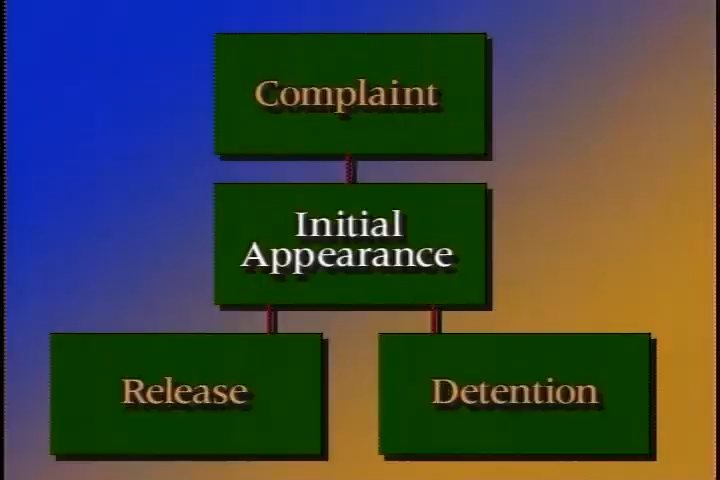 Complaint
Initial
Appearance
Release
Detention